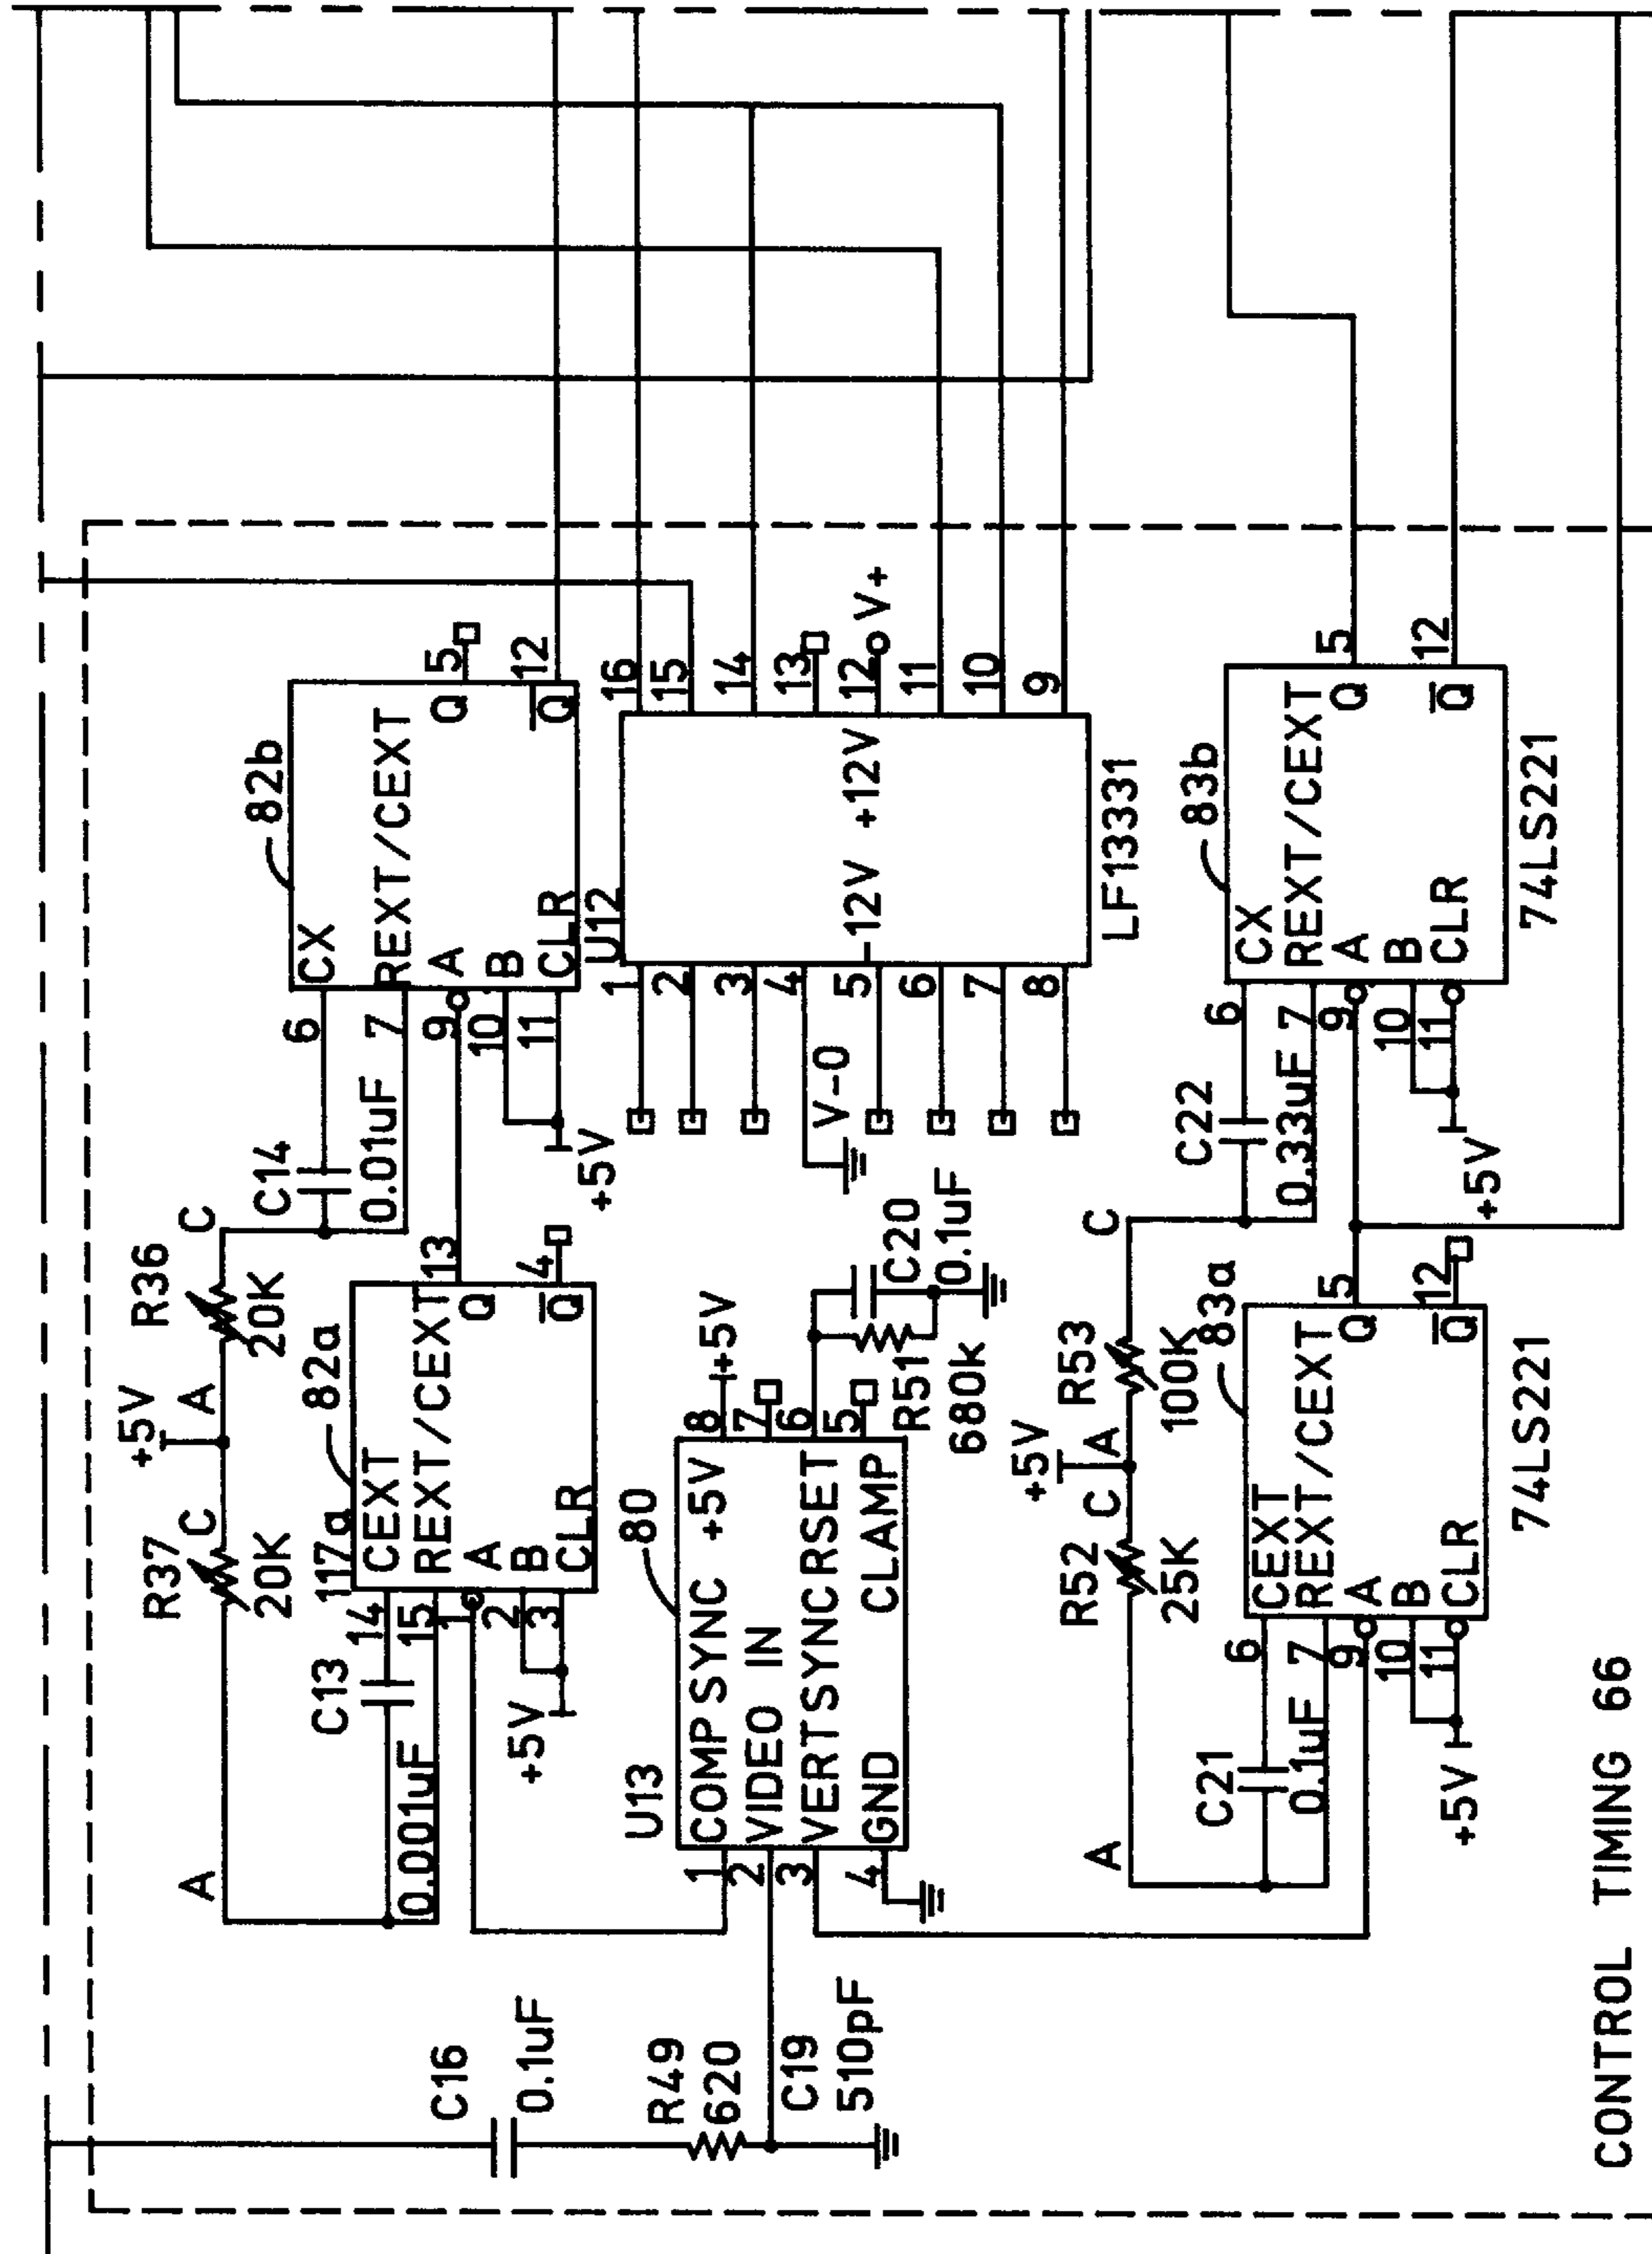 C16
0.1uF
R49
620
C19
510pF
A
R37
20K
C
+5V
A
R36
20K
C
C13
0.001uF
117a
82a
14
15
1
2
3
CEXT
REXT/CEXT
A
B
CLR
Q
Q
13
4
+5V
C14
0.01uF
82b
6
7
9
10
11
CX
REXT/CEXT
A
B
CLR
Q
Q
5
12
+5V
U13
80
1
2
3
4
COMP SYNC +5V
VIDEO IN
VERTSYNCRSET
GND CLAMP
8
7
6
5
+5V
R51
680k
C20
0.1uF
U12
1
2
3
4
5
6
7
8
V-O
-12V +12V
16
15
14
13
12
11
10
9
V+
LF13331
A
R52
25K
C
+5V
A
R53
100K
C
C21
0.1uF
83a
6
7
9
10
11
CEXT
REXT/CEXT
A
B
CLR
Q
Q
5
12
+5V
74LS221
C22
0.33uF
83b
6
7
9
10
11
CX
REXT/CEXT
A
B
CLR
Q
Q
5
12
+5V
74LS221
CONTROL TIMING 66